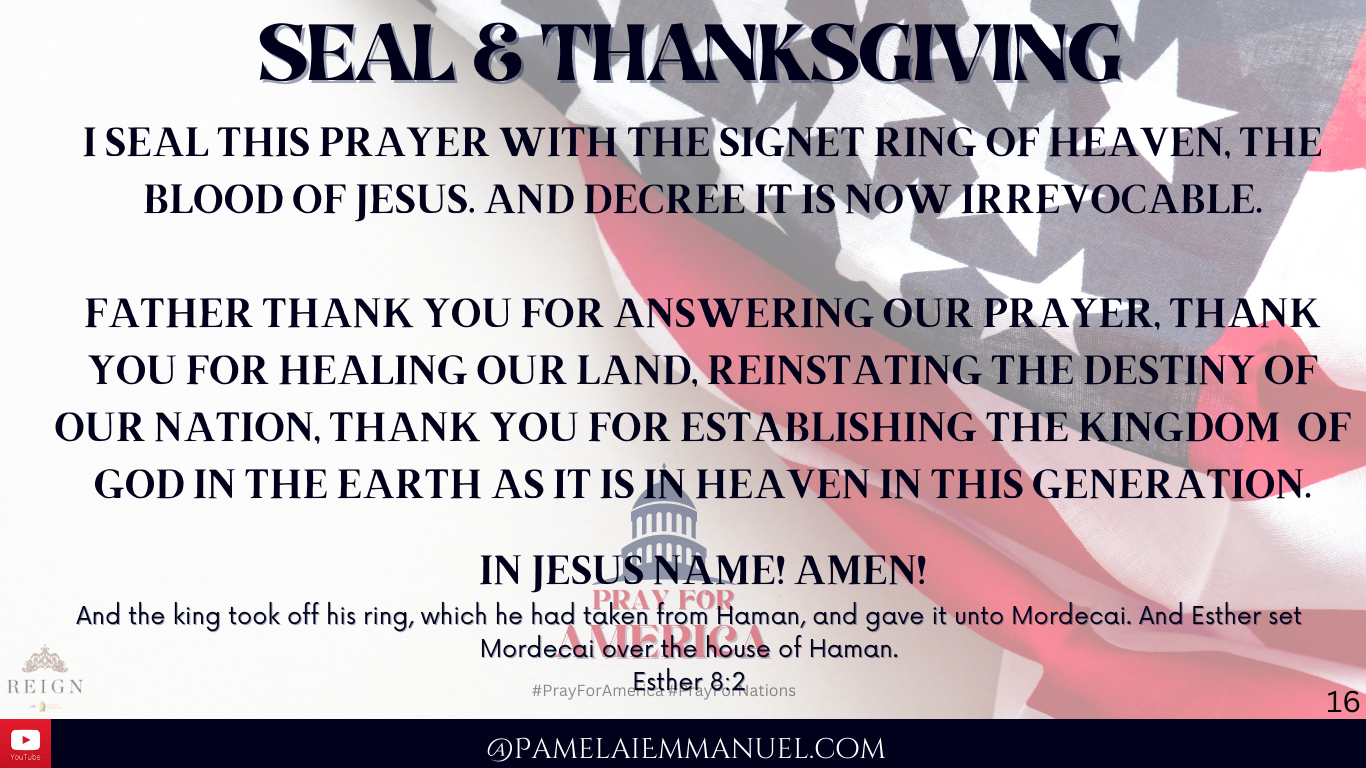 SEAL & THANKSGIVING
I SEAL THIS PRAYER WITH THE SIGNET RING OF HEAVEN, THE
BLOOD OF JESUS. AND DECREE IT IS NOW IRREVOCABLE.
FATHER THANK YOU FOR ANSWERING OUR PRAYER, THANK
YOU FOR HEALING OUR LAND, REINSTATING THE DESTINY OF
OUR NATION, THANK YOU FOR ESTABLISHING THE KINGDOM OF
GOD IN THE EARTH AS IT IS IN HEAVEN IN THIS GENERATION.
IN JESUS NAME! AMEN!
PRAY FOR
And the king took off his ring, which he had taken from Haman, and gave it unto Mordecai. And Esther set
AMERICA
Mordecai over the house of Haman.
Esther 8:2
#PrayForAmerica #PrayForNations
REIGN
16
YouTube
@PAMELAIEMMANUEL.COM